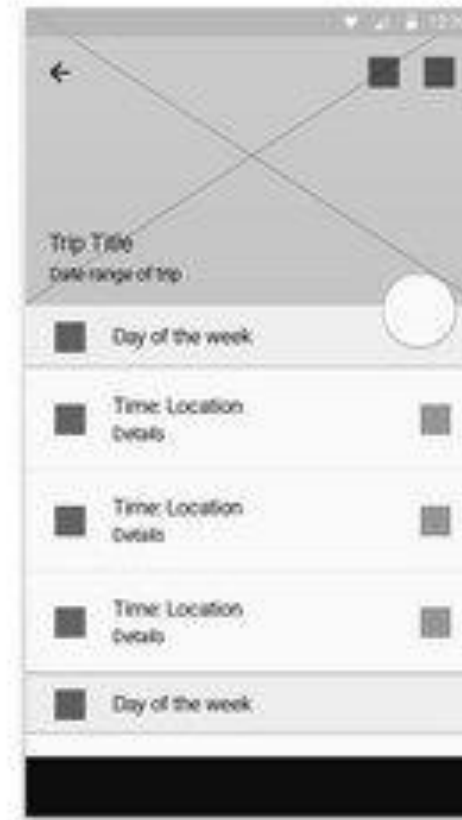 Trip Title
Date range of trip
Day of the week
Time: Location
Details
Time: Location
Details
Time: Location
Details
Day of the week